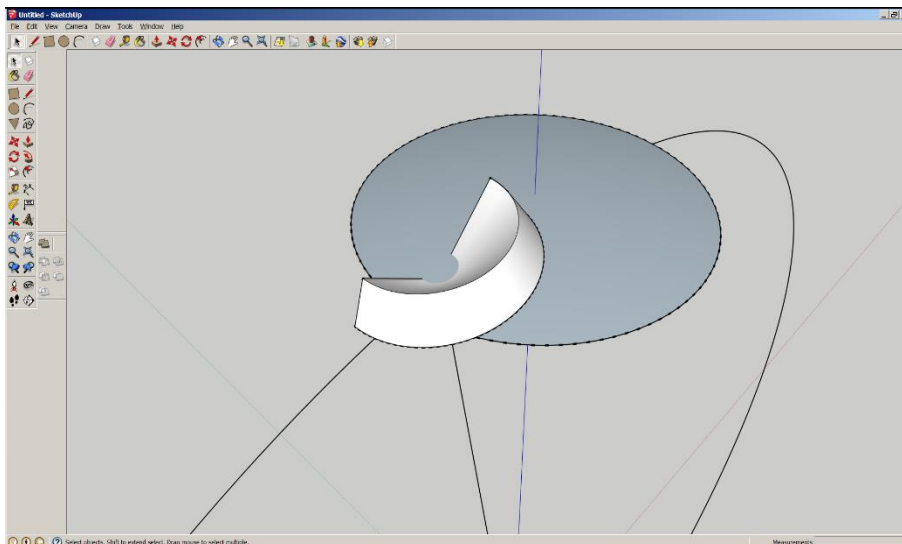 Untitled - SketchUp
File Edit View Camera Draw Tools Window Help
Select objects. Shift to extend select. Drag mouse to select multiple.
Measurements